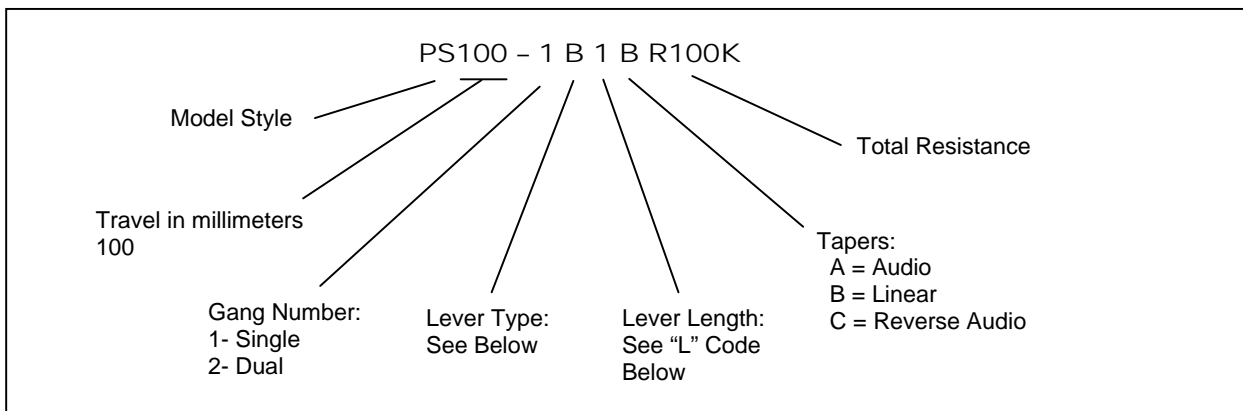 PS100 – 1 B 1 B R100K
Model Style
Total Resistance
Travel in millimeters
100
Gang Number:
1- Single
2- Dual
Lever Type:
See Below
Lever Length:
See “L” Code
Below
Tapers:
A = Audio
B = Linear
C = Reverse Audio